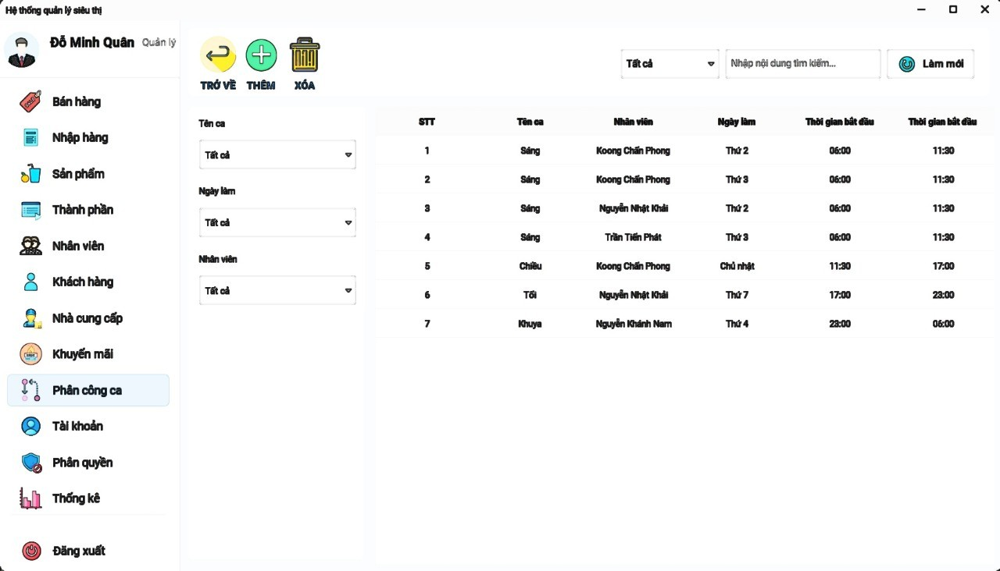 Hệ thống quản lý siêu thị
Đỗ Minh Quân Quản lý
Bán hàng
Nhập hàng
Sản phẩm
Thành phần
Nhân viên
Khách hàng
Nhà cung cấp
Khuyến mãi
Phân công ca
Tài khoản
Phân quyền
Thống kê
Đăng xuất
TRỞ VỀ THÊM XÓA
Tất cả Nhập nội dung tìm kiếm... Làm mới
Tên ca
Tất cả
Ngày làm
Tất cả
Nhân viên
Tất cả
STT Tên ca Nhân viên Ngày làm Thời gian bắt đầu Thời gian bắt đầu
1 Sáng Koong Chấn Phong Thứ 2 06:00 11:30
2 Sáng Koong Chấn Phong Thứ 3 06:00 11:30
3 Sáng Nguyễn Nhật Khải Thứ 2 06:00 11:30
4 Sáng Trần Tiến Phát Thứ 3 06:00 11:30
5 Chiều Koong Chấn Phong Chủ nhật 11:30 17:00
6 Tối Nguyễn Nhật Khải Thứ 7 17:00 23:00
7 Khuya Nguyễn Khánh Nam Thứ 4 23:00 06:00